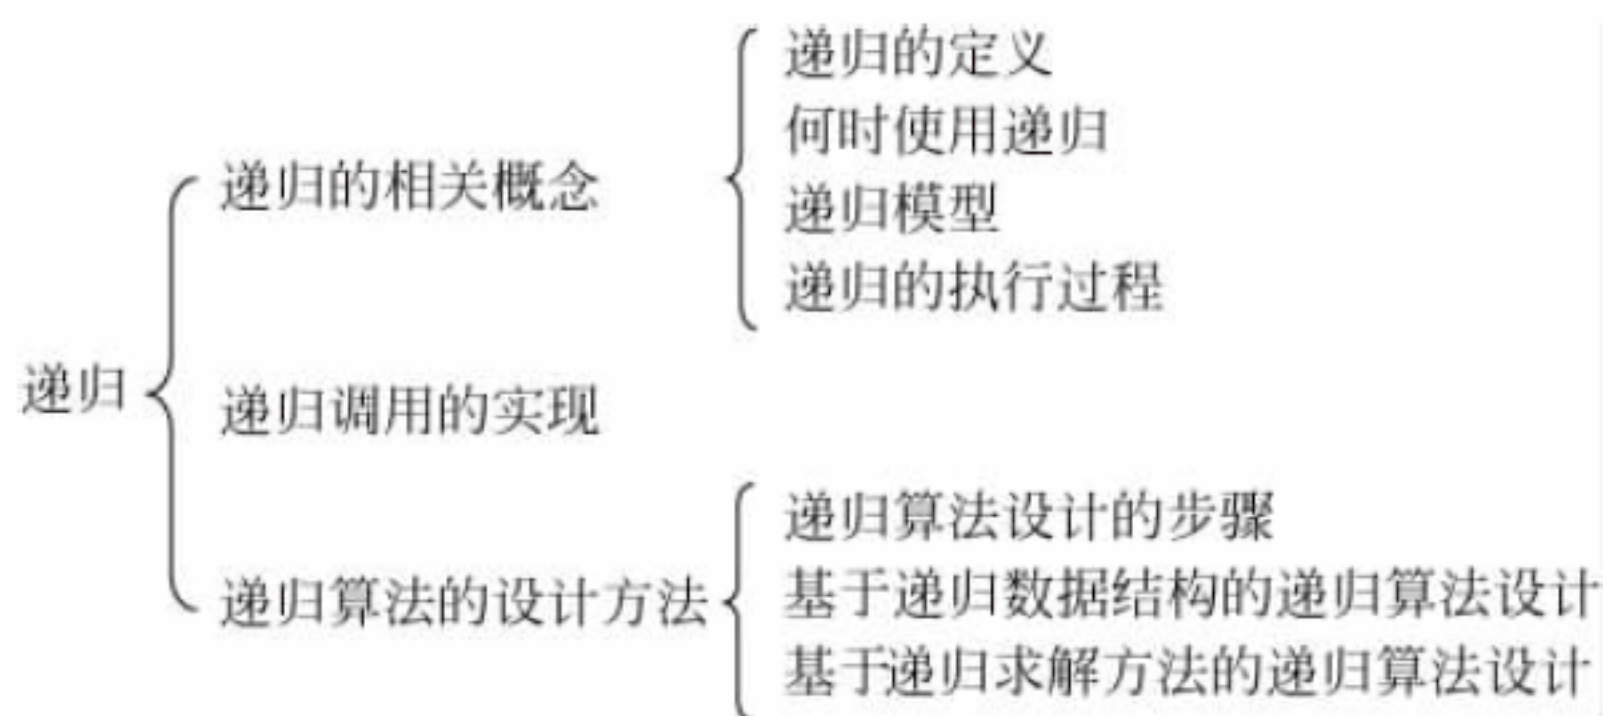 递归
递归的相关概念
递归的定义
何时使用递归
递归模型
递归的执行过程
递归调用的实现
递归算法的设计方法
递归算法设计的步骤
基于递归数据结构的递归算法设计
基于递归求解方法的递归算法设计